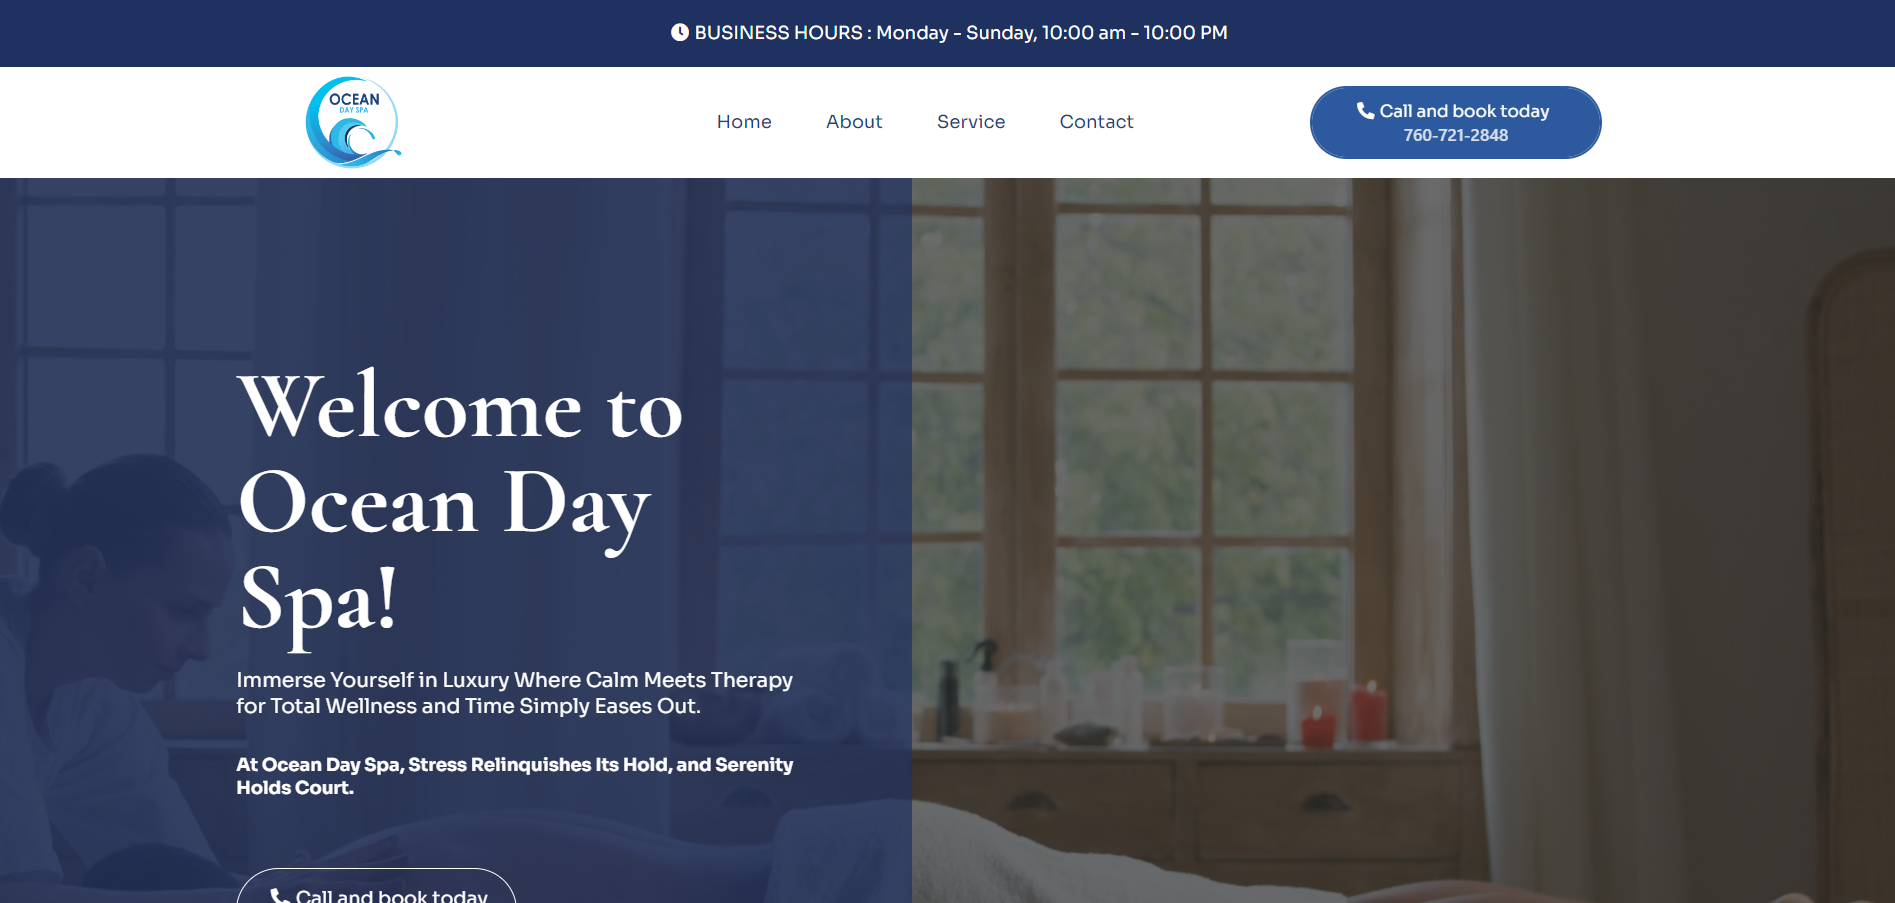 BUSINESS HOURS : Monday - Sunday, 10:00 am - 10:00 PM
OCEAN
DAY SPA
Home
About
Service
Contact
Call and book today
760-721-2848
Welcome to
Ocean Day
Spa!
Immerse Yourself in Luxury Where Calm Meets Therapy
for Total Wellness and Time Simply Eases Out.
At Ocean Day Spa, Stress Relinquishes Its Hold, and Serenity
Holds Court.
Call and book today